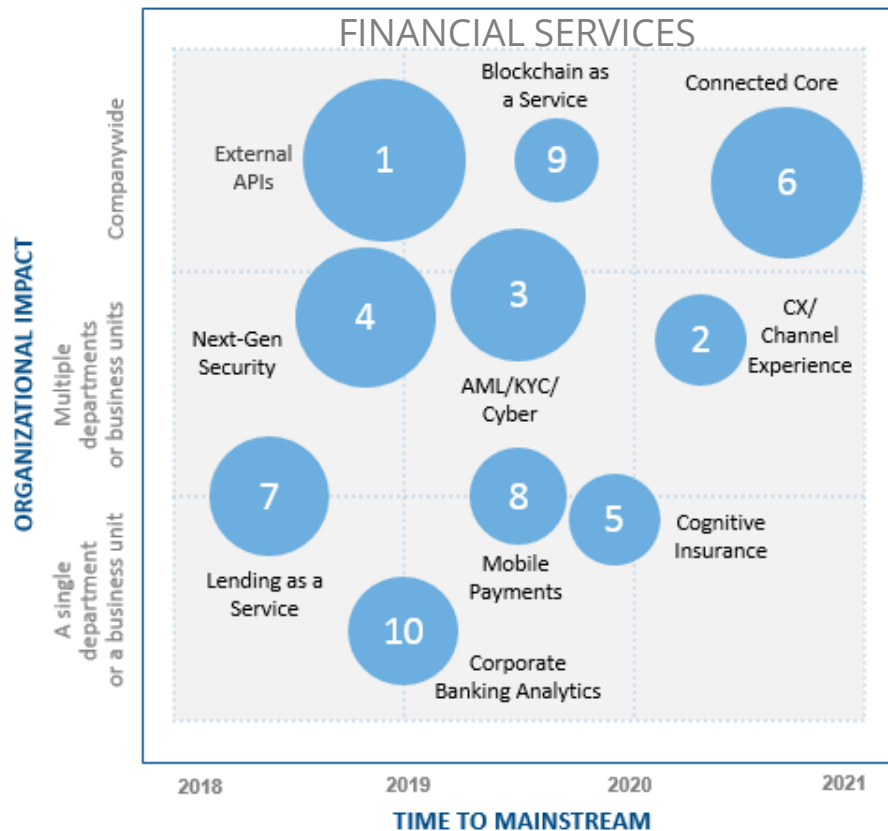 FINANCIAL SERVICES
Blockchain as
a Service
Connected Core
External
APIs
1
9
6
Companywide
Next-Gen
Security
4
3
AML/KYC/
Cyber
2
CX/
Channel
Experience
Multiple
departments
or business units
ORGANIZATIONAL IMPACT
7
Lending as a
Service
8
Mobile
Payments
5
Cognitive
Insurance
10
Corporate
Banking Analytics
A single
department
or a business unit
2018
2019
2020
2021
TIME TO MAINSTREAM